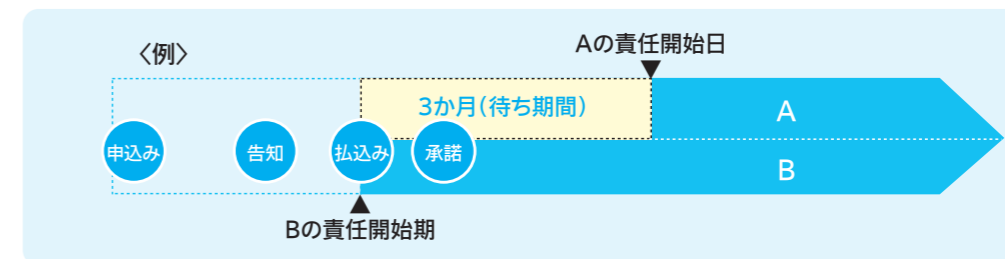 〈例〉
Aの責任開始日
3か月(待ち期間)
A
申込み
告知
払込み
承諾
B
Bの責任開始期